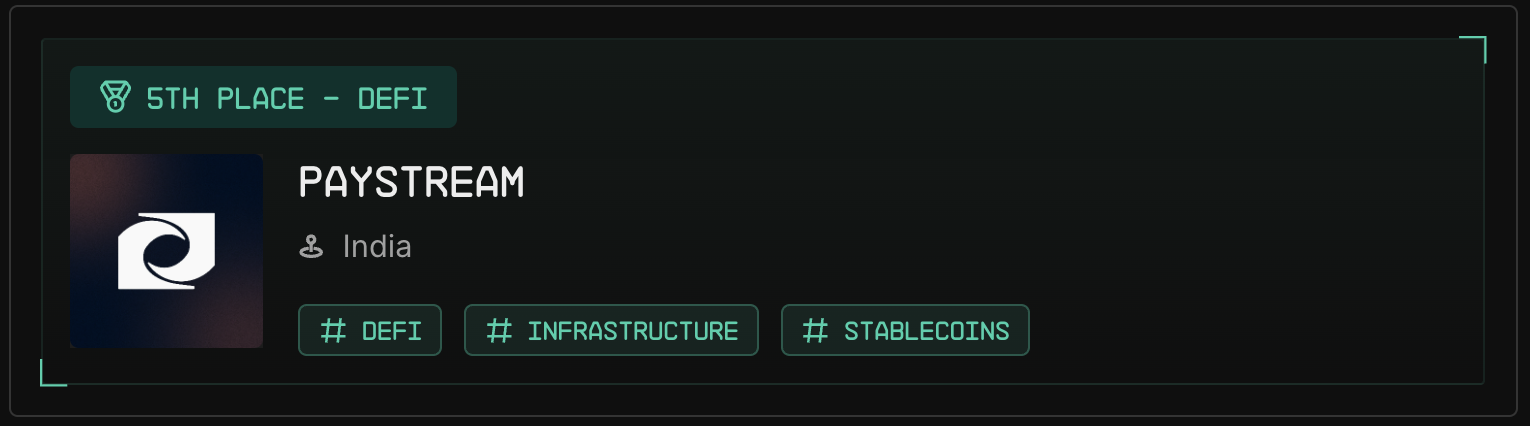 5TH PLACE - DEFI
PAYSTREAM
India
# DEFI # INFRASTRUCTURE # STABLECOINS